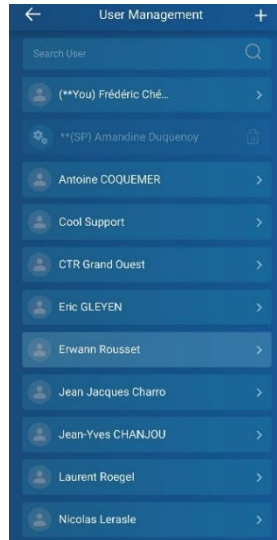 User Management
Search User
(**You) Frédéric Ché...
**(SP) Amandine Duquenoy
Antoine COQUEMER
Cool Support
CTR Grand Ouest
Eric GLEYEN
Erwann Rousset
Jean Jacques Charro
Jean-Yves CHANJOU
Laurent Roegel
Nicolas Lerasle